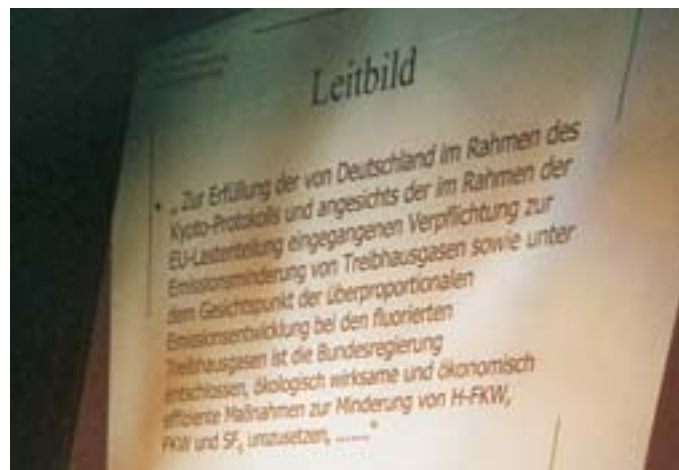 Leitbild
• „ Zur Erfüllung der von Deutschland im Rahmen des
Kyoto-Protokolls und angesichts der im Rahmen der
EU-Lastenteilung eingegangenen Verpflichtung zur
Emissionsminderung von Treibhausgasen sowie unter
dem Gesichtspunkt der überproportionalen
Emissionsentwicklung bei den fluorierten
Treibhausgasen ist die Bundesregierung
entschlossen, ökologisch wirksame und ökonomisch
effiziente Maßnahmen zur Minderung von H-FKW,
FKW und SF₆ umzusetzen, ......"